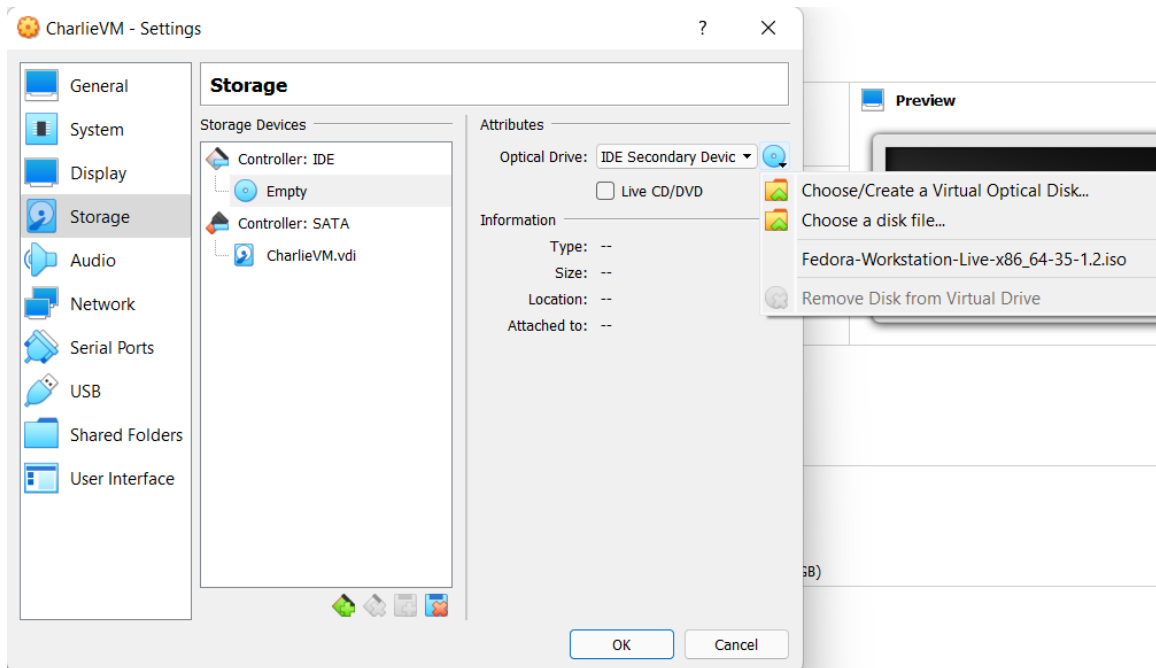 CharlieVM - Settings
?
General
System
Display
Storage
Audio
Network
Serial Ports
USB
Shared Folders
User Interface
Storage
Storage Devices
Controller: IDE
Empty
Controller: SATA
CharlieVM.vdi
Attributes
Optical Drive: IDE Secondary Devic
Live CD/DVD
Information
Type: --
Size: --
Location: --
Attached to: --
OK
Cancel
Preview
Choose/Create a Virtual Optical Disk...
Choose a disk file...
Fedora-Workstation-Live-x86_64-35-1.2.iso
Remove Disk from Virtual Drive
GB)